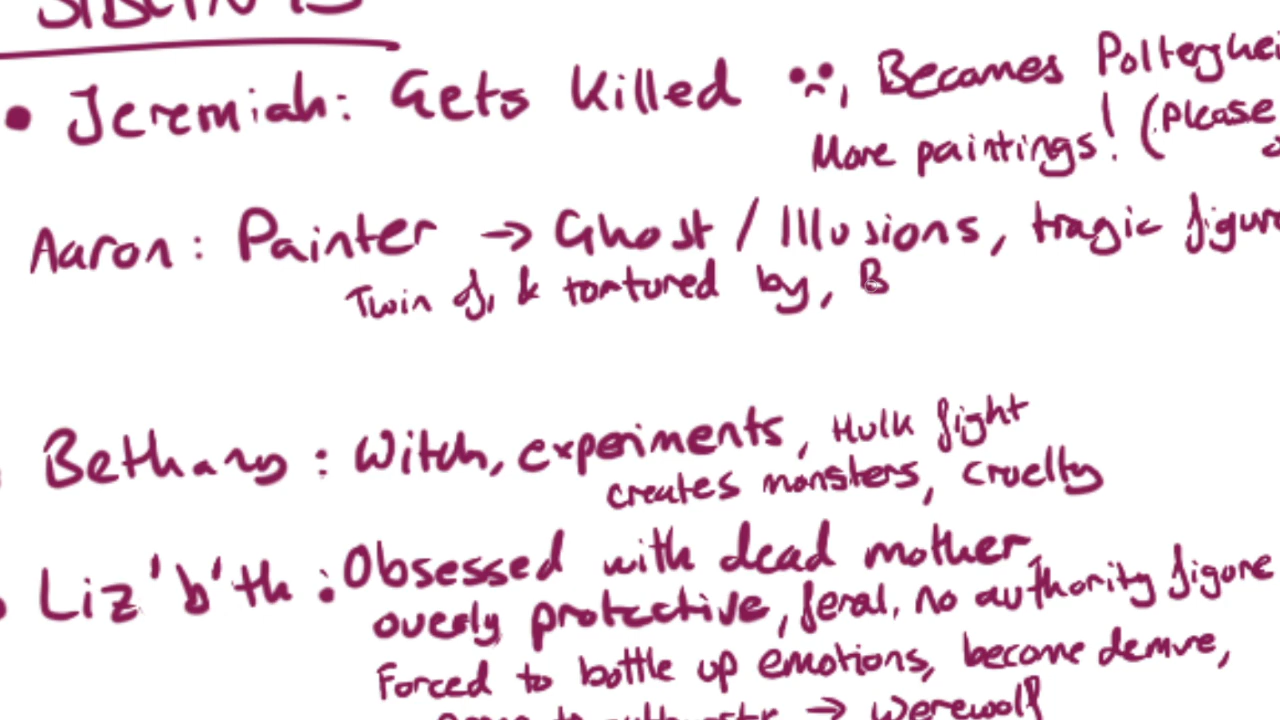 SIBLINGS
• Jeremiah: Gets Killed :(, Becomes Polterghei
More paintings! (Please
Aaron: Painter → Ghost / Illusions, tragic figur
Twin of, & tortured by, B
Bethany: Witch, experiments, Hulk fight
creates monsters, cruelty
Liz'b'th: Obsessed with dead mother,
overly protective, feral, no authority figure
Forced to bottle up emotions, become demure,
→ Werewolf